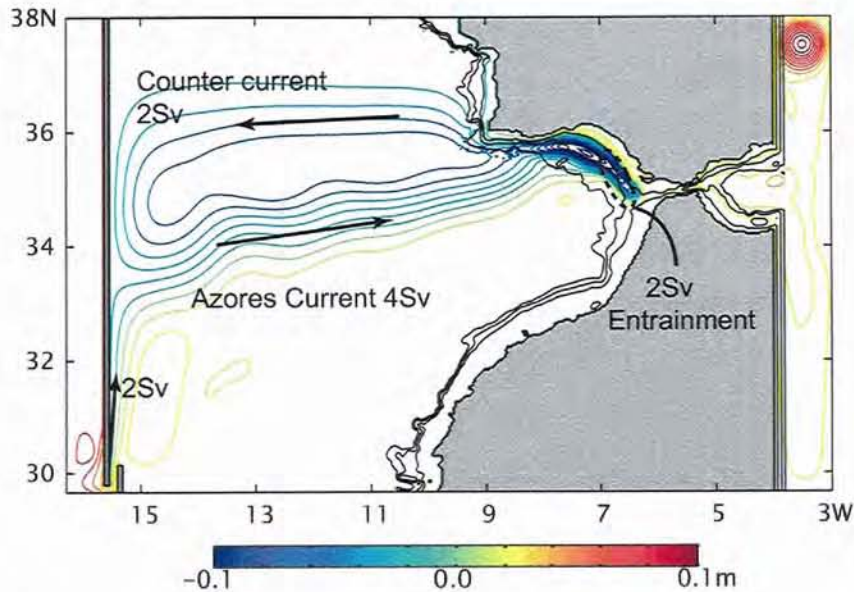 38N
Counter current
2Sv
36
34
Azores Current 4Sv
2Sv
Entrainment
32
2Sv
30
15
13
11
9
7
5
3W
−0.1
0.0
0.1m